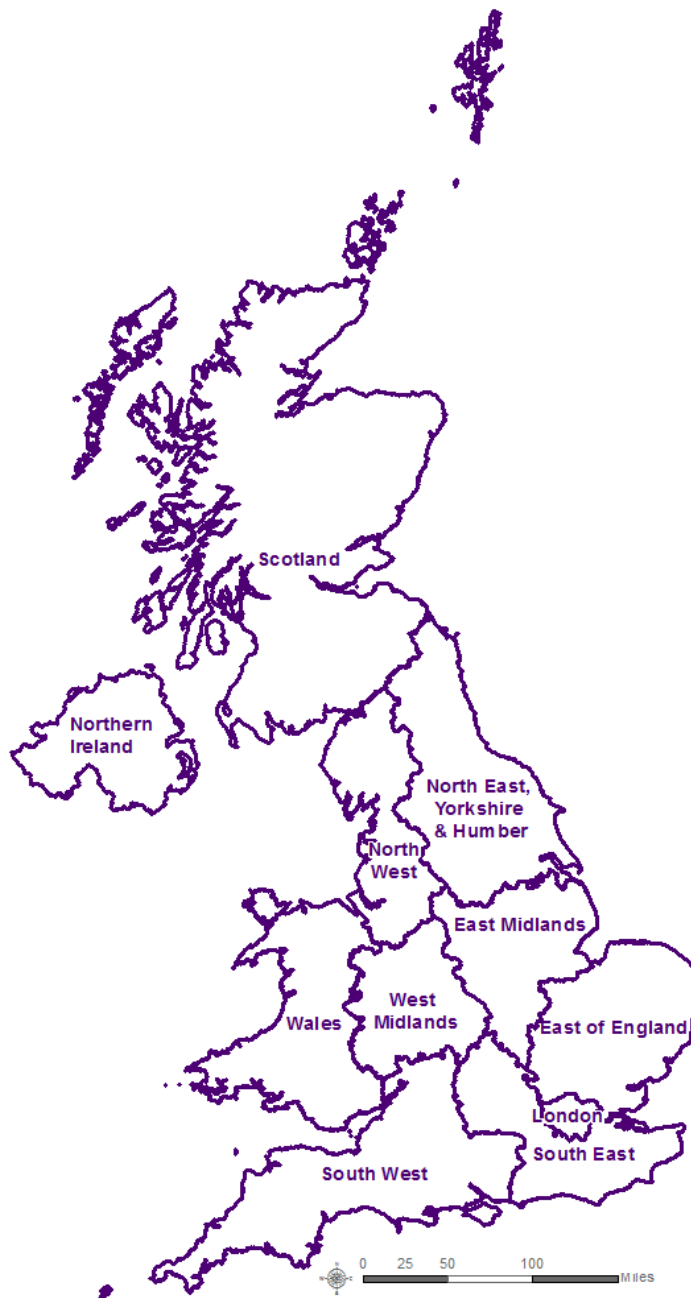 Scotland
Northern
Ireland
North East,
Yorkshire
& Humber
North
West
East Midlands
West
Midlands
Wales
East of England
London
South East
South West
0 25 50 100
Miles